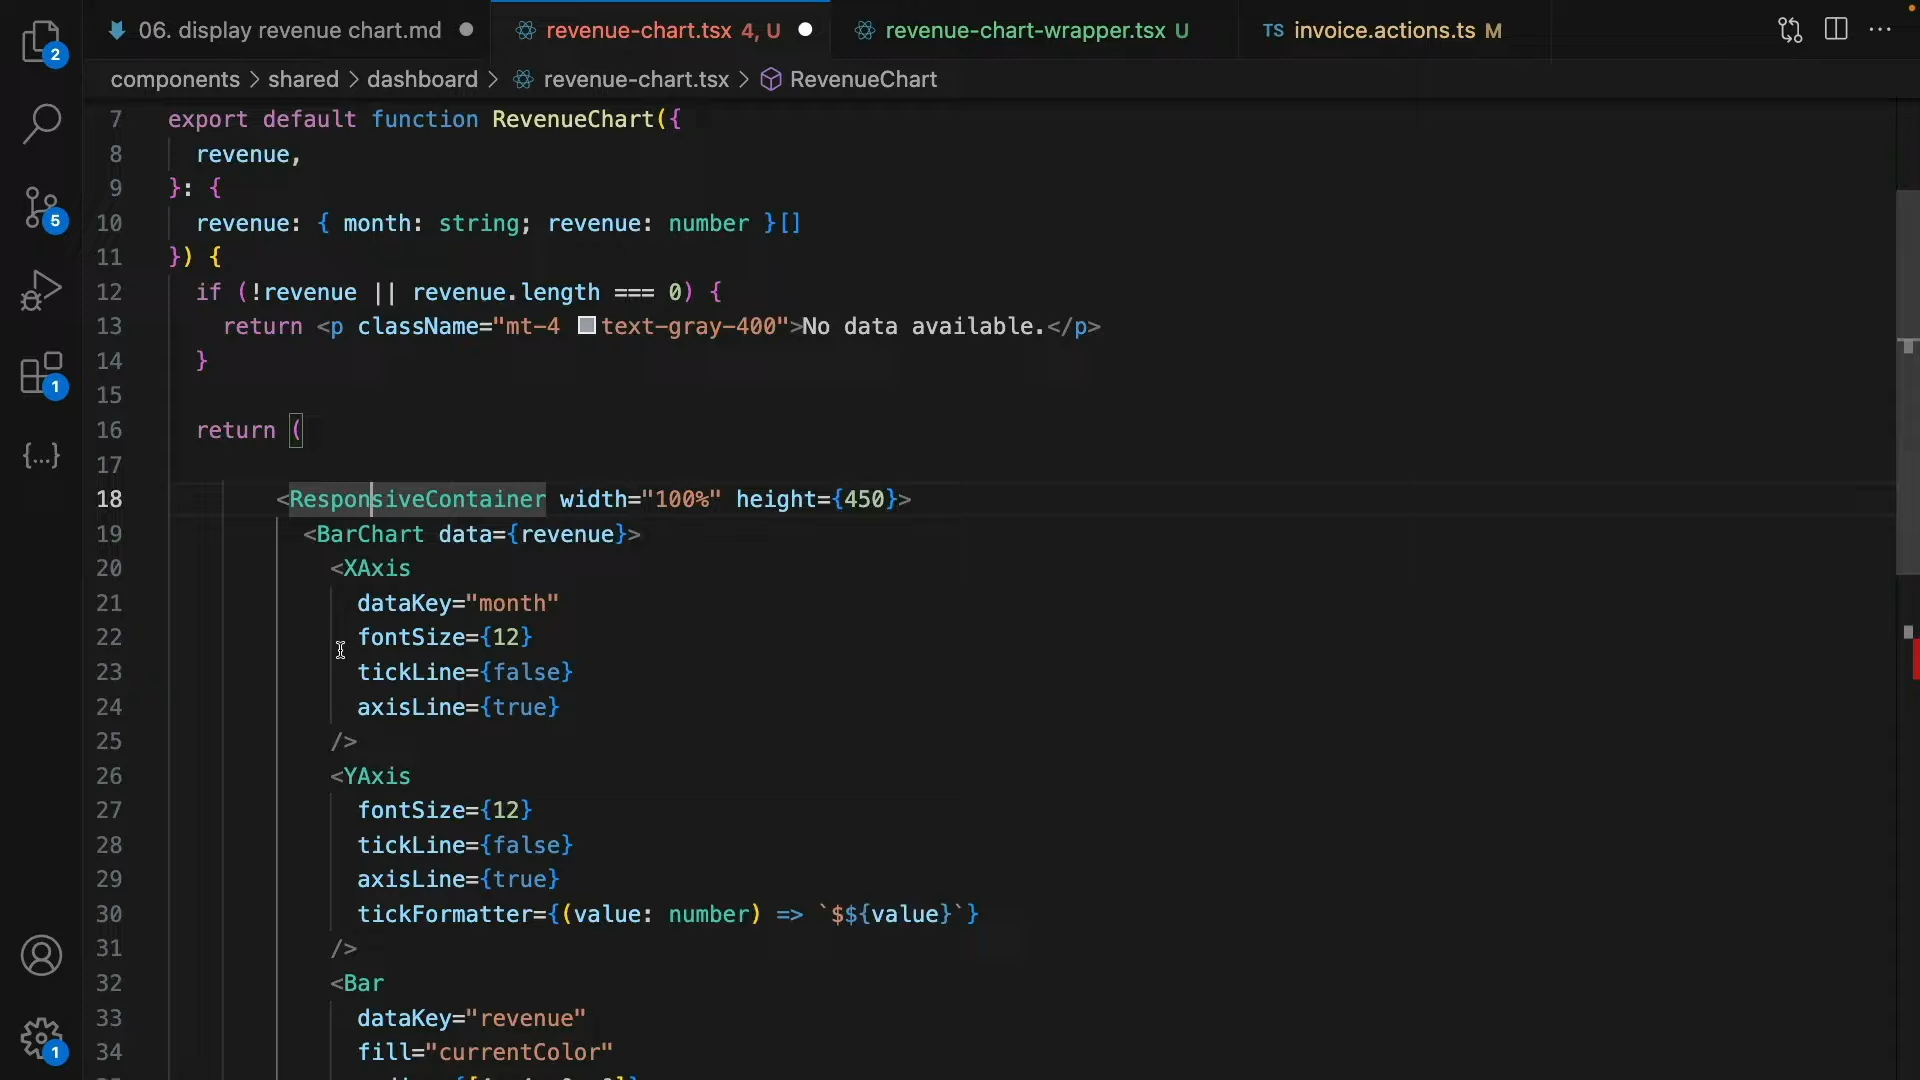 2
06. display revenue chart.md
revenue-chart.tsx 4, U
revenue-chart-wrapper.tsx U
TS invoice.actions.ts M
components > shared > dashboard > revenue-chart.tsx > RevenueChart
5
1
{...}
1
7 export default function RevenueChart({
8 revenue,
9 }: {
10 revenue: { month: string; revenue: number }[]
11 }) {
12 if (!revenue || revenue.length === 0) {
13 return <p className="mt-4 text-gray-400">No data available.</p>
14 }
15
16 return (
17
18 <ResponsiveContainer width="100%" height={450}>
19 <BarChart data={revenue}>
20 <XAxis
21 dataKey="month"
22 fontSize={12}
23 tickLine={false}
24 axisLine={true}
25 />
26 <YAxis
27 fontSize={12}
28 tickLine={false}
29 axisLine={true}
30 tickFormatter={(value: number) => `$${value}`}
31 />
32 <Bar
33 dataKey="revenue"
34 fill="currentColor"